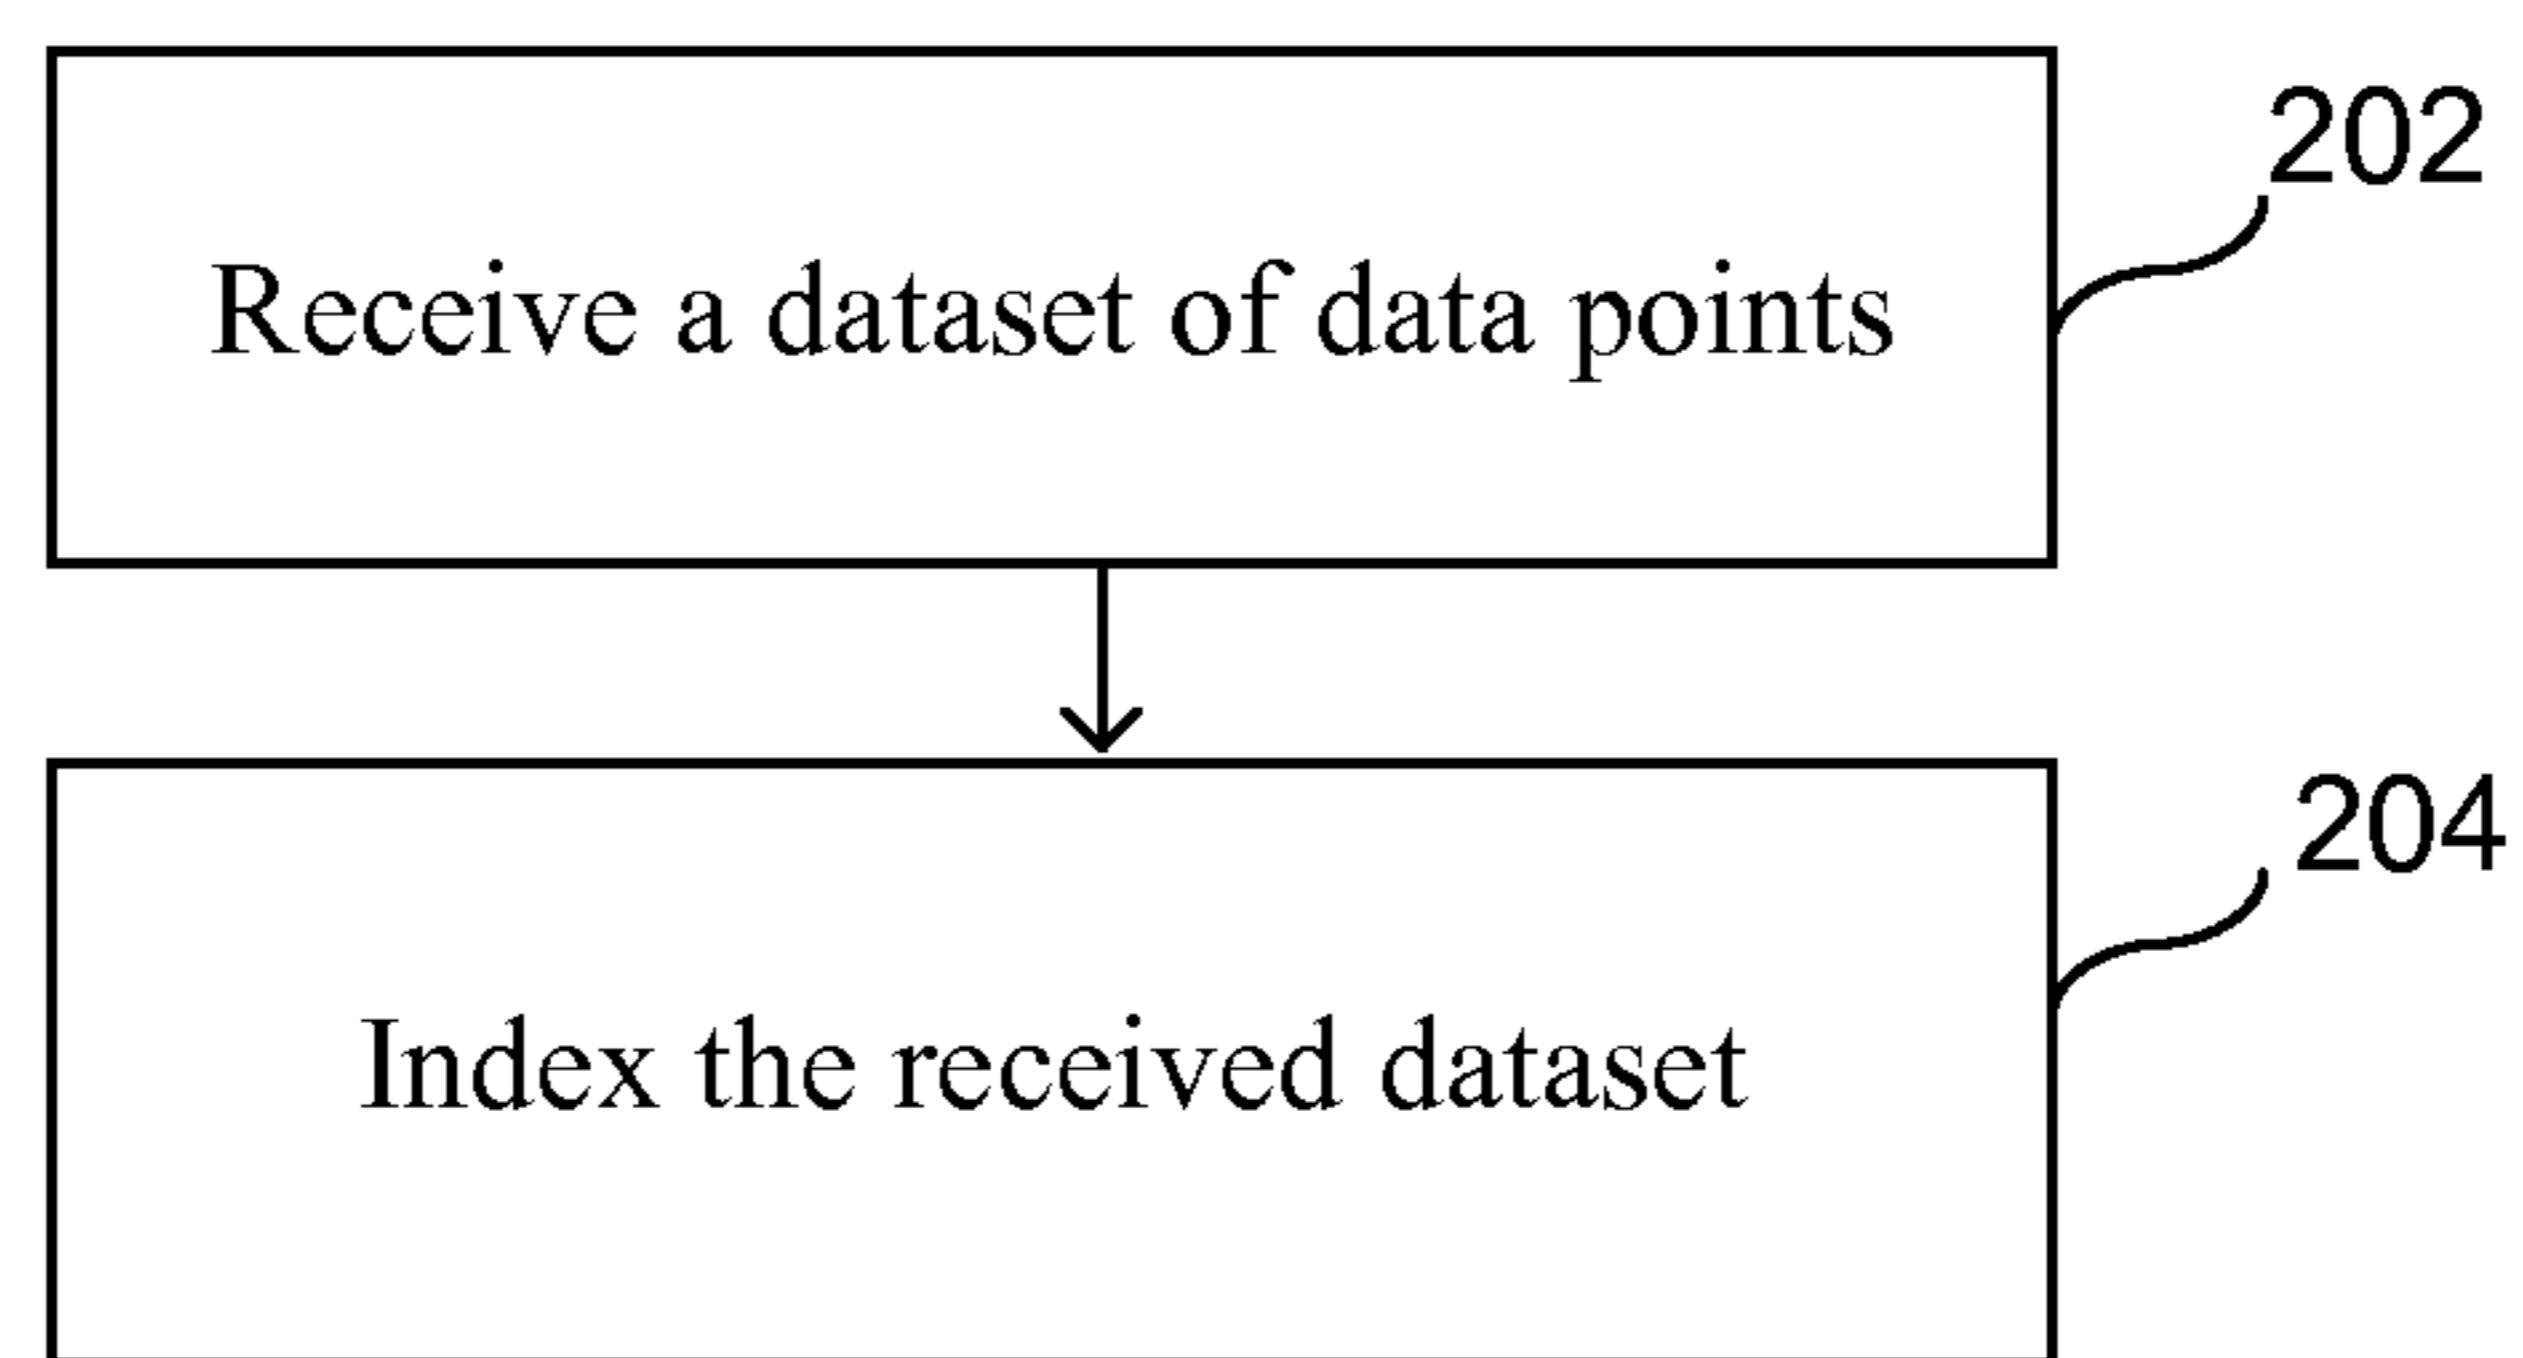 202
Receive a dataset of data points
204
Index the received dataset